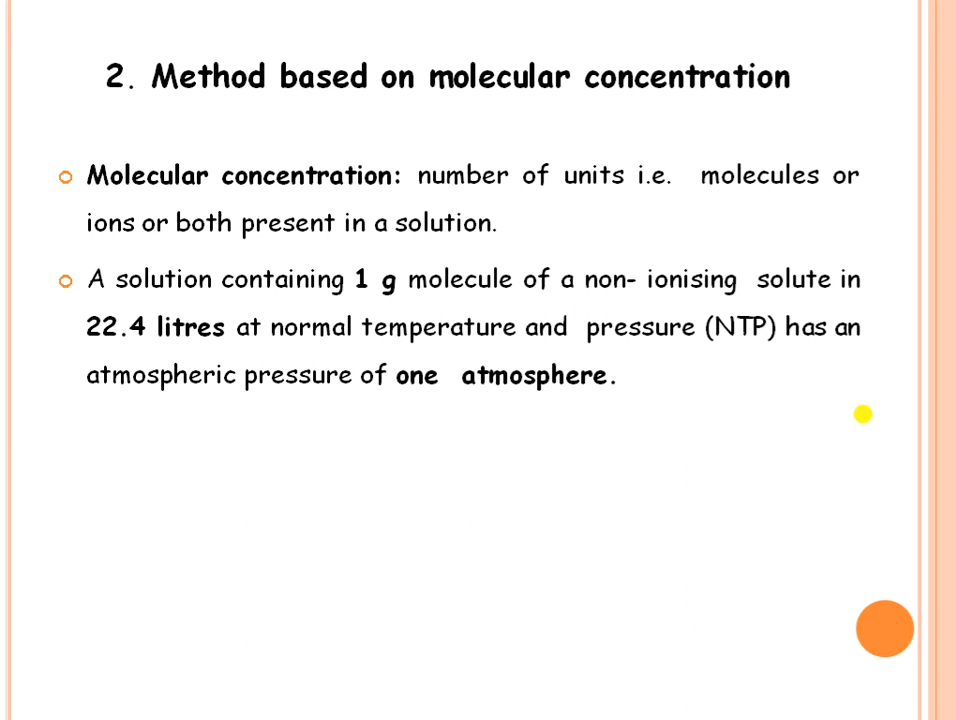 2. Method based on molecular concentration
Molecular concentration: number of units i.e. molecules or
ions or both present in a solution.
A solution containing 1 g molecule of a non- ionising solute in
22.4 litres at normal temperature and pressure (NTP) has an
atmospheric pressure of one atmosphere.